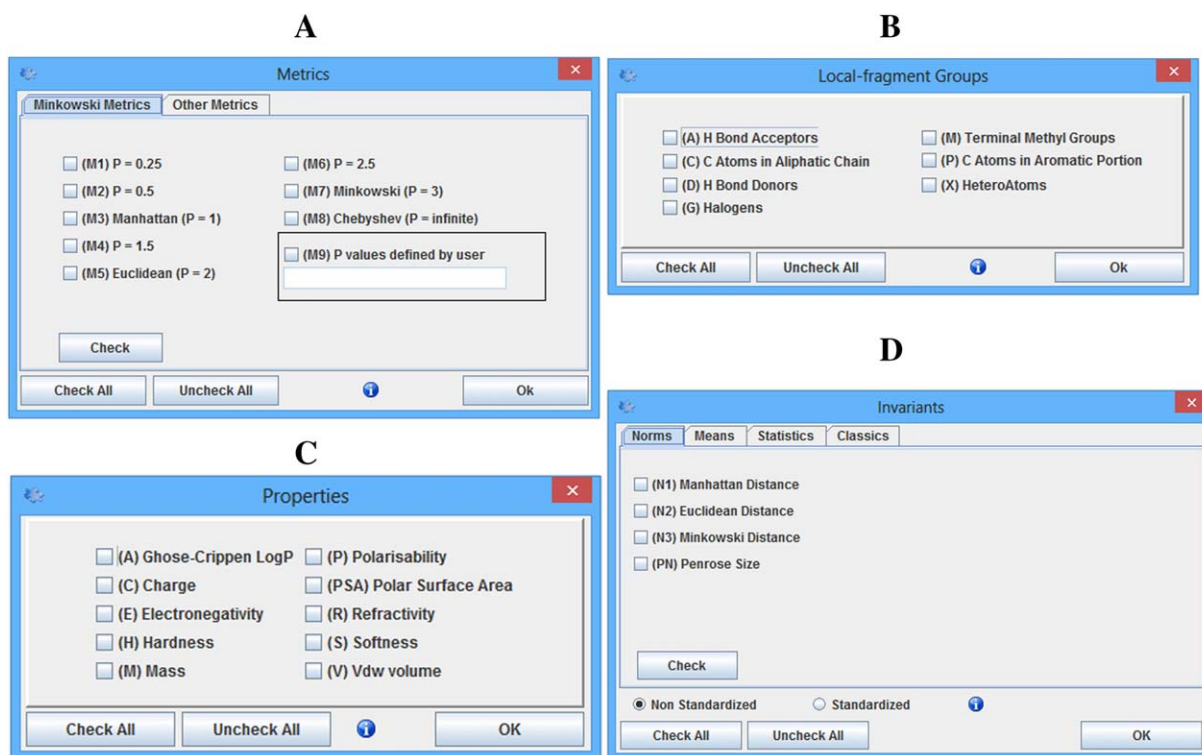 A
Metrics
Minkowski Metrics Other Metrics
(M1) P = 0.25
(M2) P = 0.5
(M3) Manhattan (P = 1)
(M4) P = 1.5
(M5) Euclidean (P = 2)
(M6) P = 2.5
(M7) Minkowski (P = 3)
(M8) Chebyshev (P = infinite)
(M9) P values defined by user
Check
Check All Uncheck All Ok
B
Local-fragment Groups
(A) H Bond Acceptors
(C) C Atoms in Aliphatic Chain
(D) H Bond Donors
(G) Halogens
(M) Terminal Methyl Groups
(P) C Atoms in Aromatic Portion
(X) HeteroAtoms
Check All Uncheck All Ok
C
Properties
(A) Ghose-Crippen LogP
(C) Charge
(E) Electronegativity
(H) Hardness
(M) Mass
(P) Polarisability
(PSA) Polar Surface Area
(R) Refractivity
(S) Softness
(V) Vdw volume
Check All Uncheck All OK
D
Invariants
Norms Means Statistics Classics
(N1) Manhattan Distance
(N2) Euclidean Distance
(N3) Minkowski Distance
(PN) Penrose Size
Check
Non Standardized Standardized
Check All Uncheck All OK